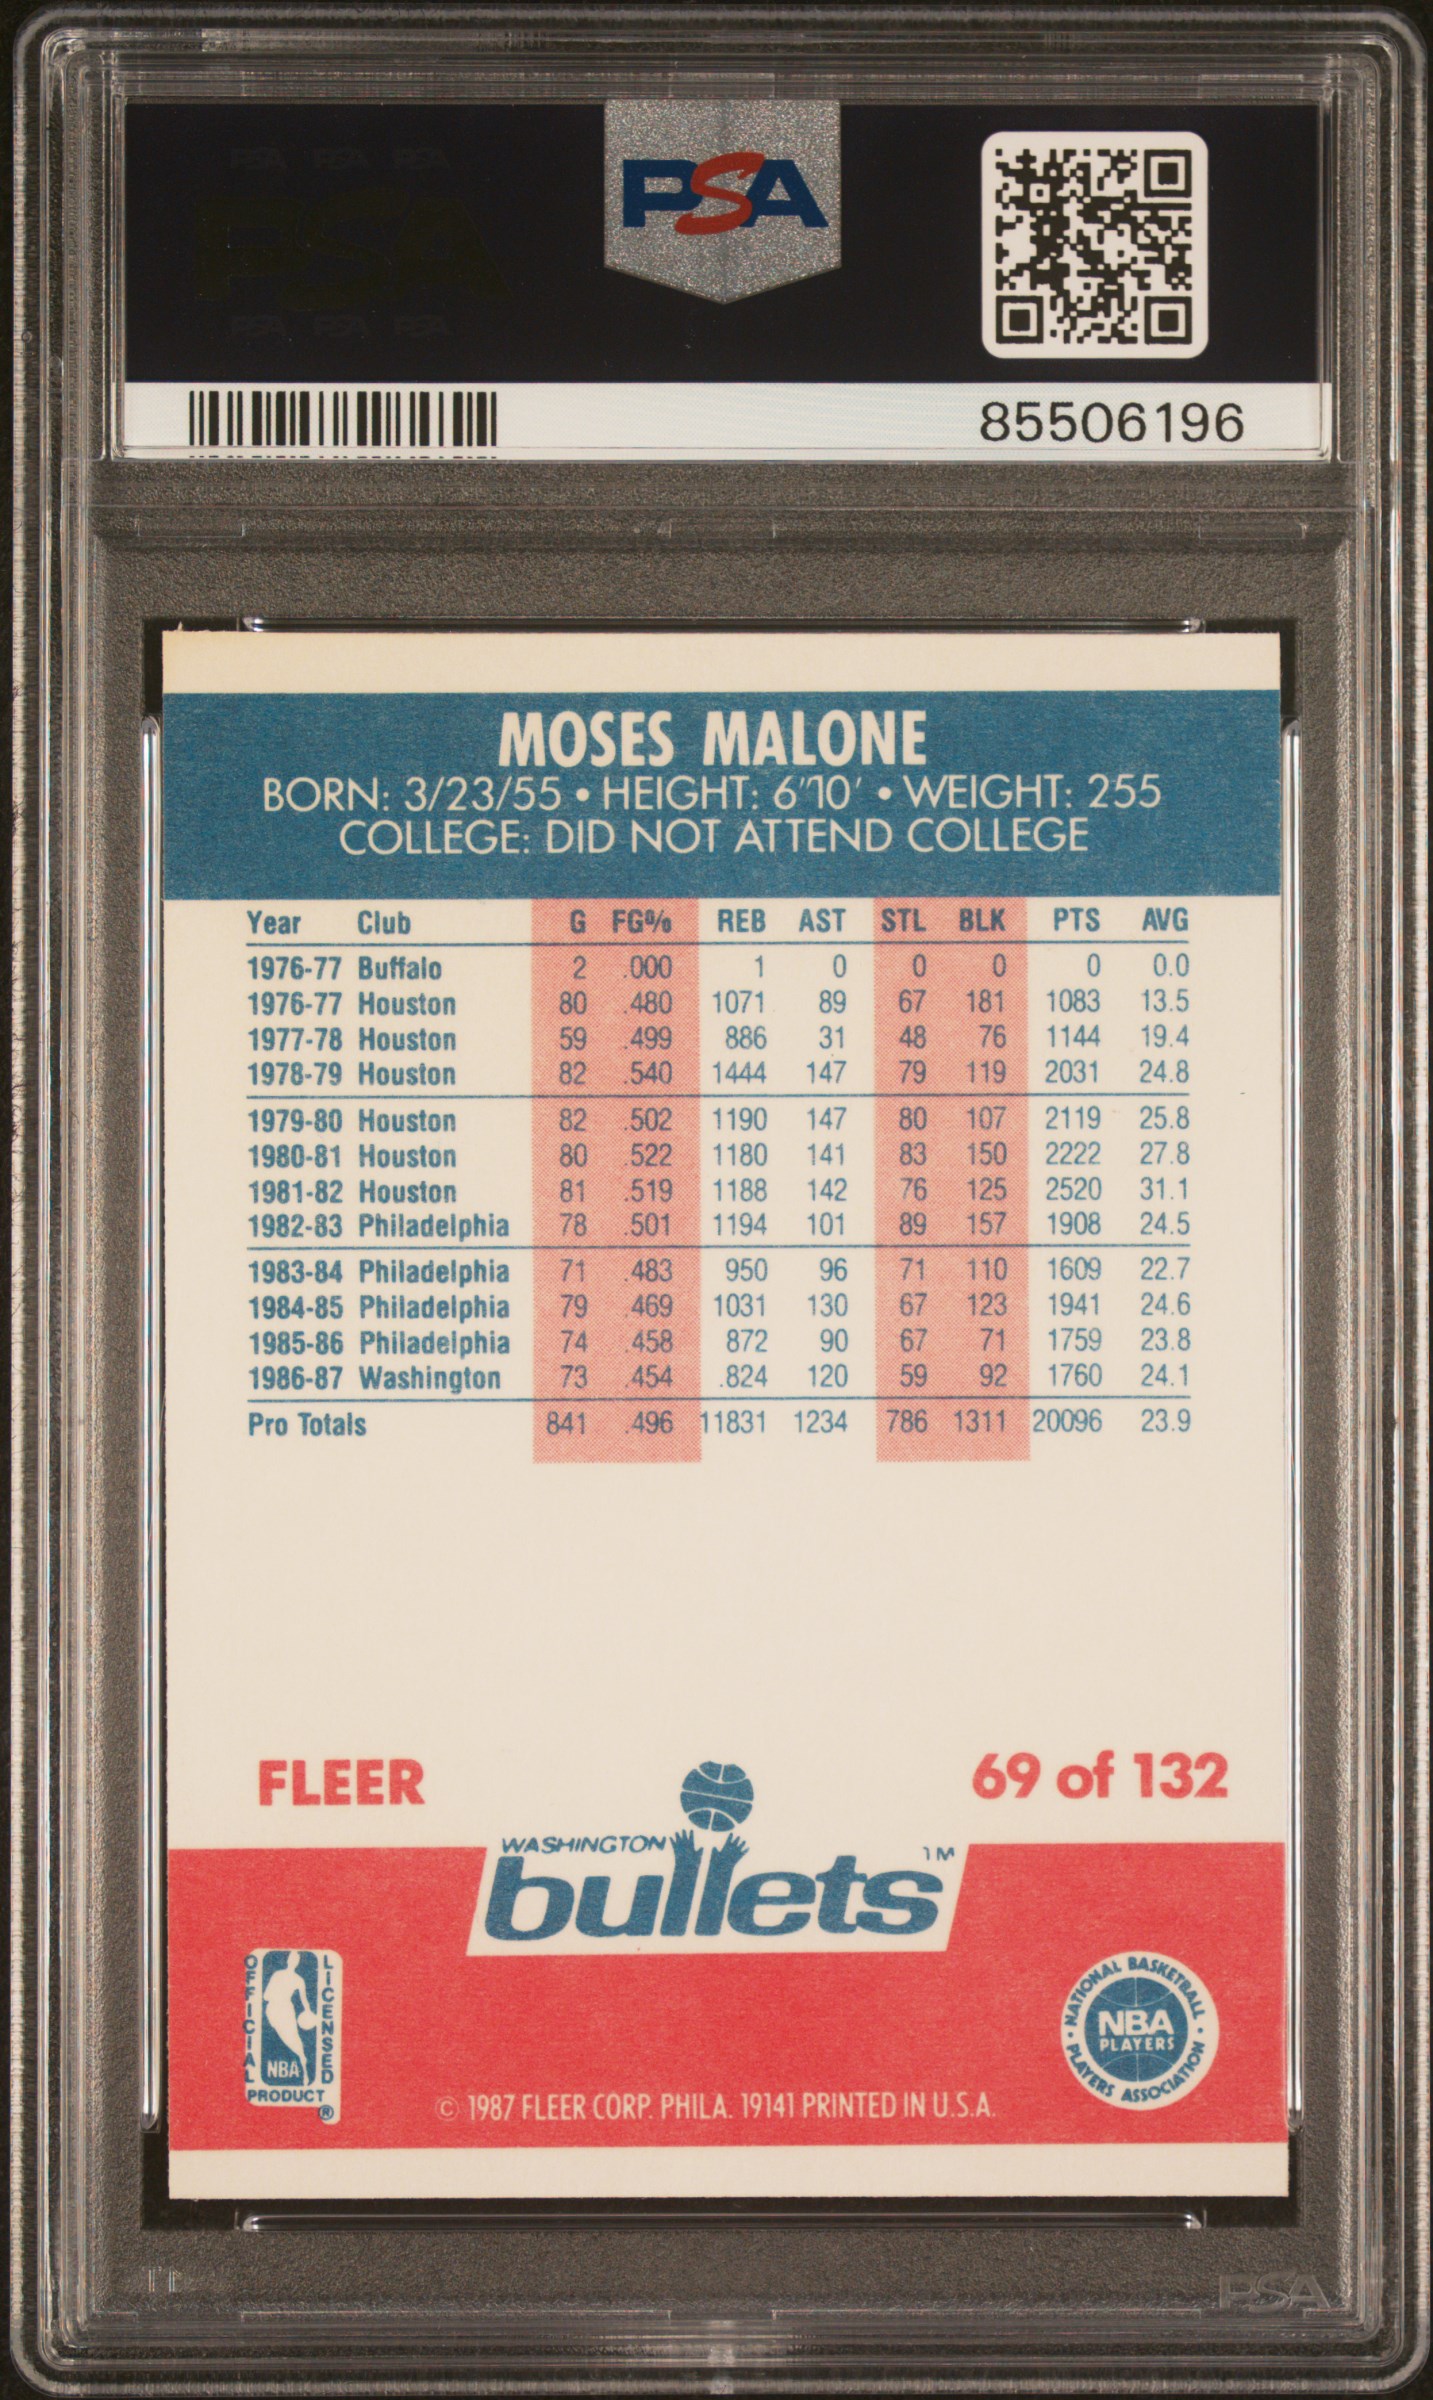 PSA
85506196
MOSES MALONE
BORN: 3/23/55 • HEIGHT: 6"10' • WEIGHT: 255
COLLEGE: DID NOT ATTEND COLLEGE
Year Club G FG% REB AST STL BLK PTS AVG
1976-77 Buffalo 2 .000 1 0 0 0 0 0.0
1976-77 Houston 80 .480 1071 89 67 181 1083 13.5
1977-78 Houston 59 .499 886 31 48 76 1144 19.4
1978-79 Houston 82 .540 1444 147 79 119 2031 24.8
1979-80 Houston 82 .502 1190 147 80 107 2119 25.8
1980-81 Houston 80 .522 1180 141 83 150 2222 27.8
1981-82 Houston 81 .519 1188 142 76 125 2520 31.1
1982-83 Philadelphia 78 .501 1194 101 89 157 1908 24.5
1983-84 Philadelphia 71 .483 950 96 71 110 1609 22.7
1984-85 Philadelphia 79 .469 1031 130 67 123 1941 24.6
1985-86 Philadelphia 74 .458 872 90 67 71 1759 23.8
1986-87 Washington 73 .454 .824 120 59 92 1760 24.1
Pro Totals 841 .496 11831 1234 786 1311 20096 23.9
FLEER
69 of 132
WASHINGTON
bullets TM
OFFICIAL LICENSED
NBA
PRODUCT
®
NATIONAL BASKETBALL
NBA
PLAYERS
• PLAYERS ASSOCIATION •
© 1987 FLEER CORP. PHILA. 19141 PRINTED IN U.S.A.
PSA